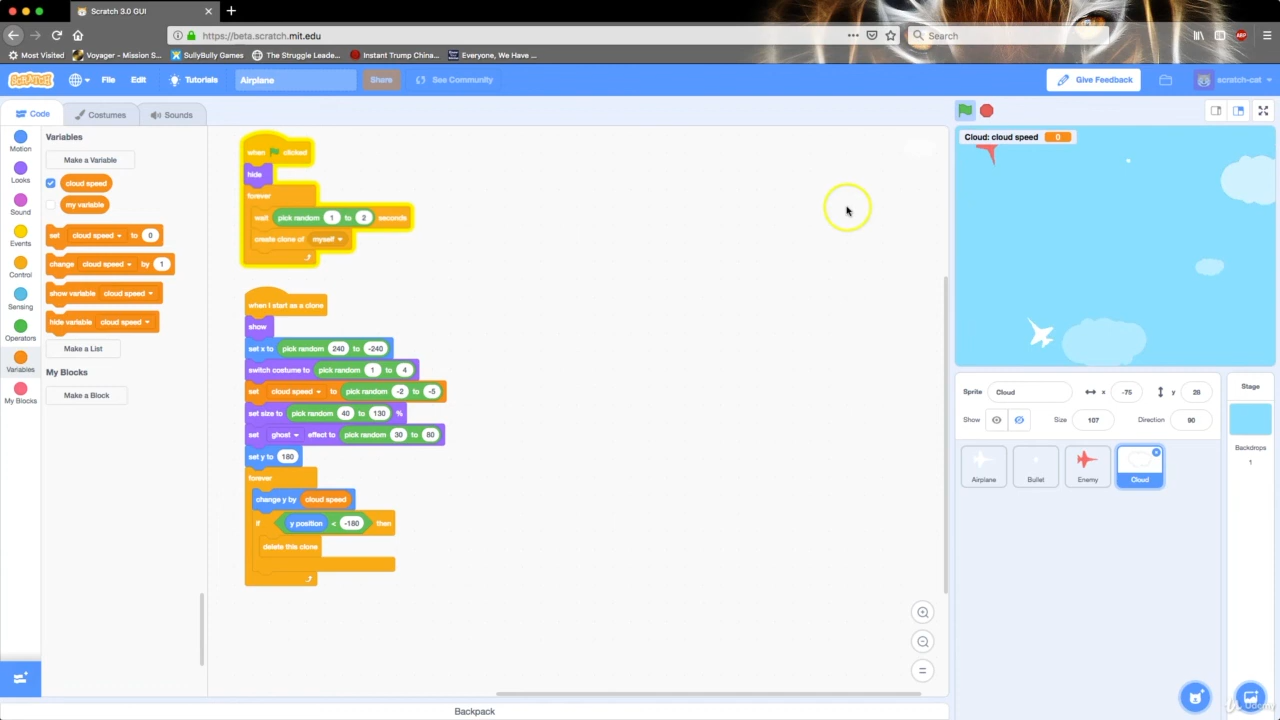 Scratch 3.0 GUI
https://beta.scratch.mit.edu
Search
Most Visited
Voyager - Mission S...
SullyBully Games
The Struggle Leade...
Instant Trump China...
Everyone, We Have ...
SCRATCH
File
Edit
Tutorials
Airplane
Share
See Community
Give Feedback
scratch-cat
Code
Costumes
Sounds
Motion
Looks
Sound
Events
Control
Sensing
Operators
Variables
My Blocks
Variables
Make a Variable
cloud speed
my variable
set cloud speed to 0
change cloud speed by 1
show variable cloud speed
hide variable cloud speed
Make a List
My Blocks
Make a Block
when clicked
hide
forever
wait pick random 1 to 2 seconds
create clone of myself
when I start as a clone
show
set x to pick random 240 to -240
switch costume to pick random 1 to 4
set cloud speed to pick random -2 to -5
set size to pick random 40 to 130 %
set ghost effect to pick random 30 to 80
set y to 180
forever
change y by cloud speed
if y position < -180 then
delete this clone
Cloud: cloud speed 0
Sprite Cloud x -75 y 26
Show Size 107 Direction 90
Airplane
Bullet
Enemy
Cloud
Stage
Backdrops
1
Backpack
Udemy